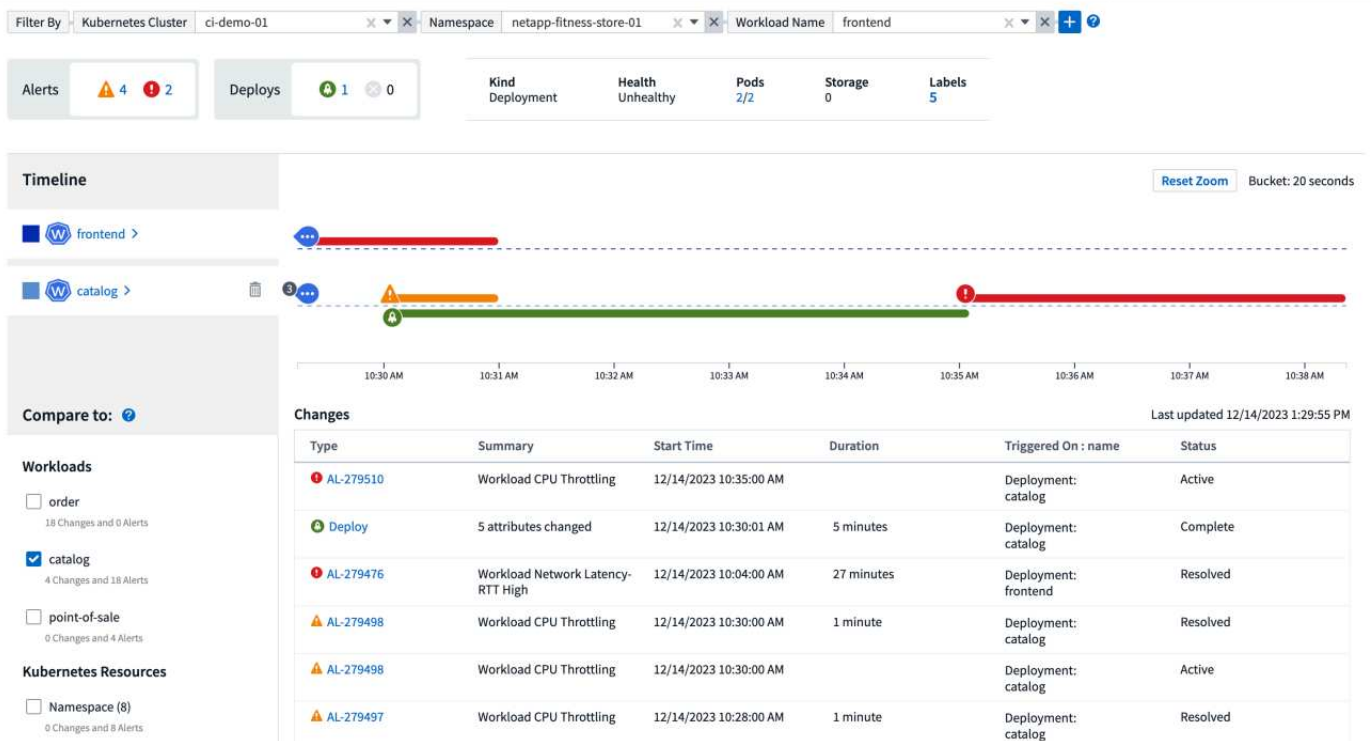 Filter By Kubernetes Cluster ci-demo-01 Namespace netapp-fitness-store-01 Workload Name frontend
Alerts 4 2 Deploys 1 0
Kind Health Pods Storage Labels
Deployment Unhealthy 2/2 0 5
Timeline Reset Zoom Bucket: 20 seconds
frontend >
catalog > 3
10:30 AM 10:31 AM 10:32 AM 10:33 AM 10:34 AM 10:35 AM 10:36 AM 10:37 AM 10:38 AM
Compare to:
Workloads
order
18 Changes and 0 Alerts
catalog
4 Changes and 18 Alerts
point-of-sale
0 Changes and 4 Alerts
Kubernetes Resources
Namespace (8)
0 Changes and 8 Alerts
Changes Last updated 12/14/2023 1:29:55 PM
Type Summary Start Time Duration Triggered On : name Status
AL-279510 Workload CPU Throttling 12/14/2023 10:35:00 AM Deployment: Active
catalog
Deploy 5 attributes changed 12/14/2023 10:30:01 AM 5 minutes Deployment: Complete
catalog
AL-279476 Workload Network Latency- 12/14/2023 10:04:00 AM 27 minutes Deployment: Resolved
RTT High frontend
AL-279498 Workload CPU Throttling 12/14/2023 10:30:00 AM 1 minute Deployment: Resolved
catalog
AL-279498 Workload CPU Throttling 12/14/2023 10:30:00 AM Deployment: Active
catalog
AL-279497 Workload CPU Throttling 12/14/2023 10:28:00 AM 1 minute Deployment: Resolved
catalog